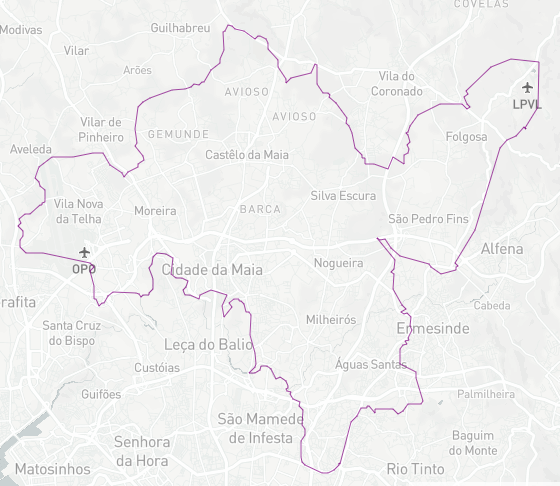 COVELAS
Modivas
Guilhabreu
Vilar
Arões
Vila do
Coronado
AVIOSO
LPVL
AVIOSO
Vilar de
Pinheiro
GEMUNDE
Folgosa
Aveleda
Castêlo da Maia
Silva Escura
Vila Nova
da Telha
Moreira
BARCA
São Pedro Fins
Alfena
OPO
Cidade da Maia
Nogueira
erafita
Cabeda
Santa Cruz
do Bispo
Milheirós
Ermesinde
Leça do Balio
Custóias
Águas Santas
Guifões
Palmilheira
São Mamede
de Infesta
Senhora
da Hora
Baguim
do Monte
Matosinhos
Rio Tinto